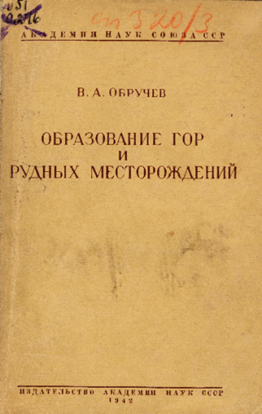 АКАДЕМИЯ НАУК СОЮЗА ССР
В. А. ОБРУЧЕВ
ОБРАЗОВАНИЕ ГОР
И
РУДНЫХ МЕСТОРОЖДЕНИЙ
ИЗДАТЕЛЬСТВО АКАДЕМИИ НАУК СССР
1942